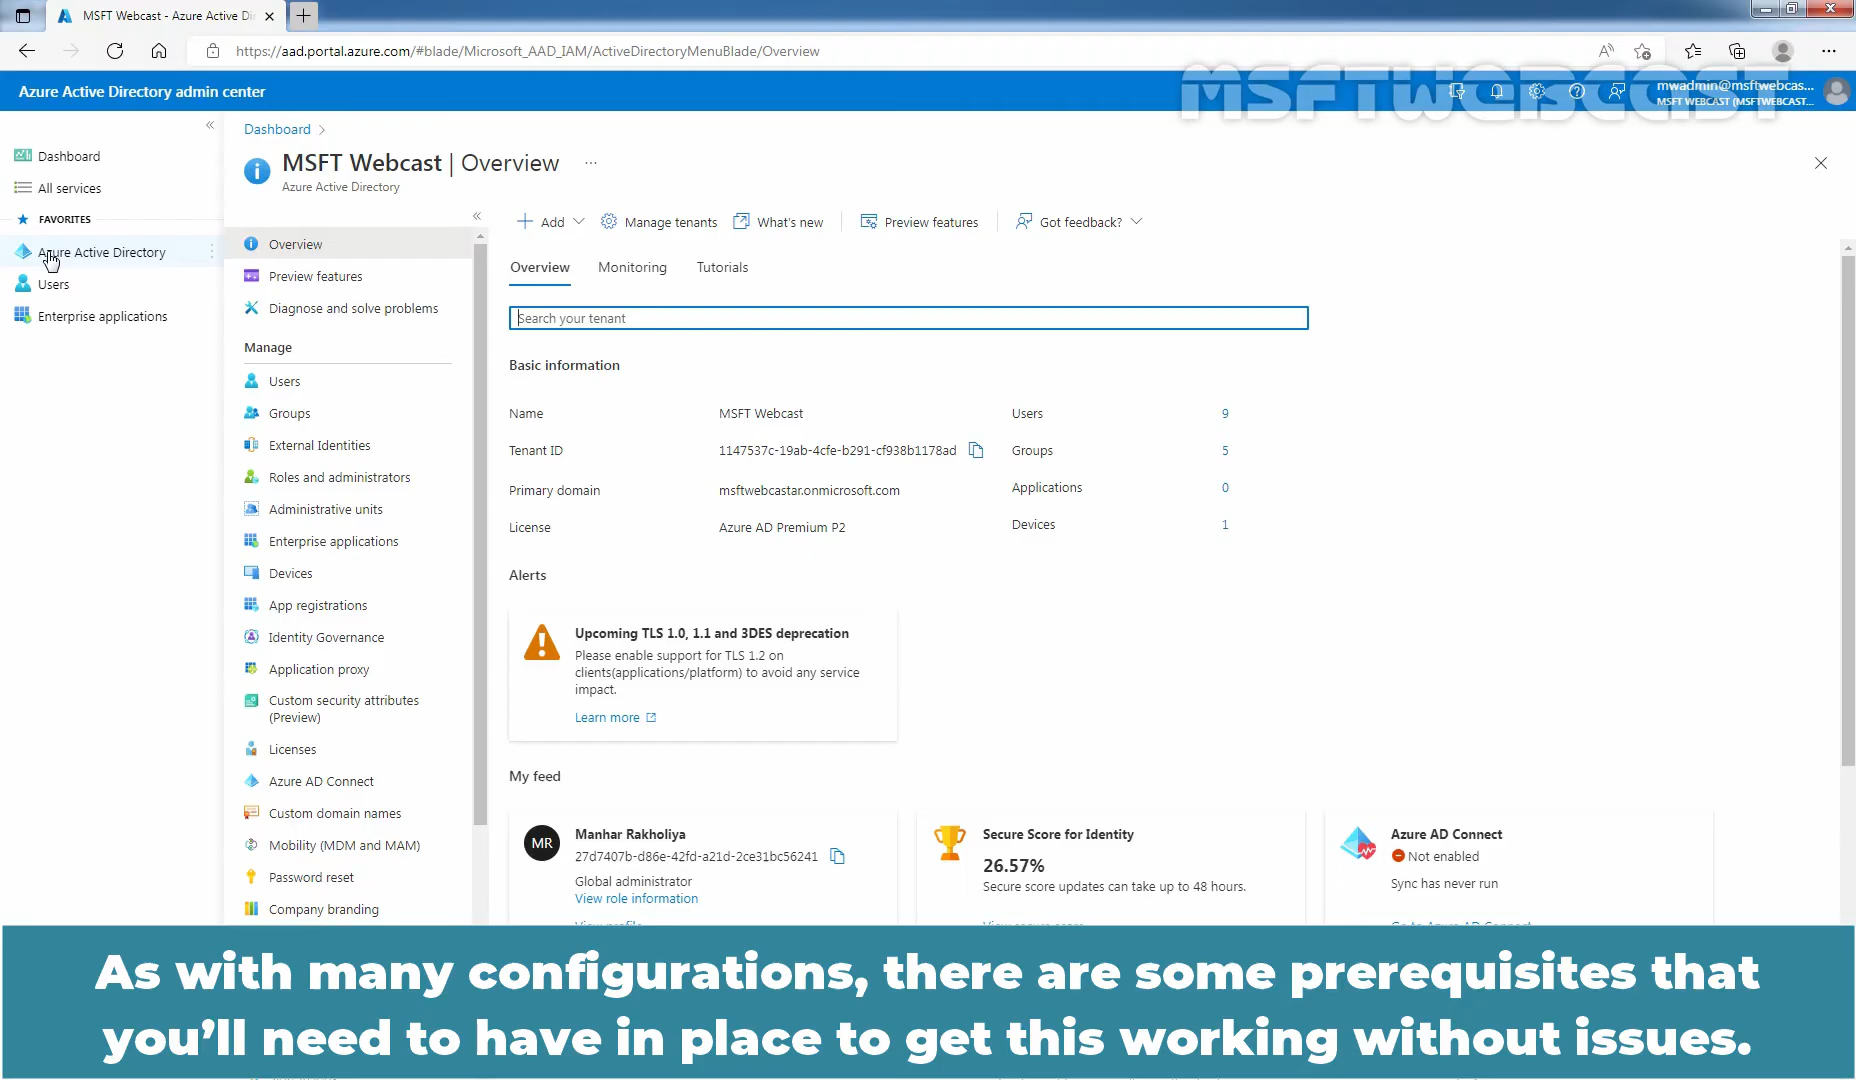 MSFT Webcast - Azure Active Di
https://aad.portal.azure.com/#blade/Microsoft_AAD_IAM/ActiveDirectoryMenuBlade/Overview
Azure Active Directory admin center
MSFTWEBCAST
mwadmin@msftwebcas...
MSFT WEBCAST (MSFTWEBCAST...
Dashboard
All services
FAVORITES
Azure Active Directory
Users
Enterprise applications
Dashboard >
MSFT Webcast | Overview ...
Azure Active Directory
Overview
Preview features
Diagnose and solve problems
Manage
Users
Groups
External Identities
Roles and administrators
Administrative units
Enterprise applications
Devices
App registrations
Identity Governance
Application proxy
Custom security attributes
(Preview)
Licenses
Azure AD Connect
Custom domain names
Mobility (MDM and MAM)
Password reset
Company branding
Add Manage tenants What's new Preview features Got feedback?
Overview Monitoring Tutorials
Search your tenant
Basic information
Name MSFT Webcast Users 9
Tenant ID 1147537c-19ab-4cfe-b291-cf938b1178ad Groups 5
Primary domain msftwebcastar.onmicrosoft.com Applications 0
License Azure AD Premium P2 Devices 1
Alerts
Upcoming TLS 1.0, 1.1 and 3DES deprecation
Please enable support for TLS 1.2 on
clients(applications/platform) to avoid any service
impact.
Learn more
My feed
MR
Manhar Rakholiya
27d7407b-d86e-42fd-a21d-2ce31bc56241
Global administrator
View role information
View profile
Secure Score for Identity
26.57%
Secure score updates can take up to 48 hours.
View secure score
Azure AD Connect
Not enabled
Sync has never run
Go to Azure AD Connect
As with many configurations, there are some prerequisites that
you’ll need to have in place to get this working without issues.